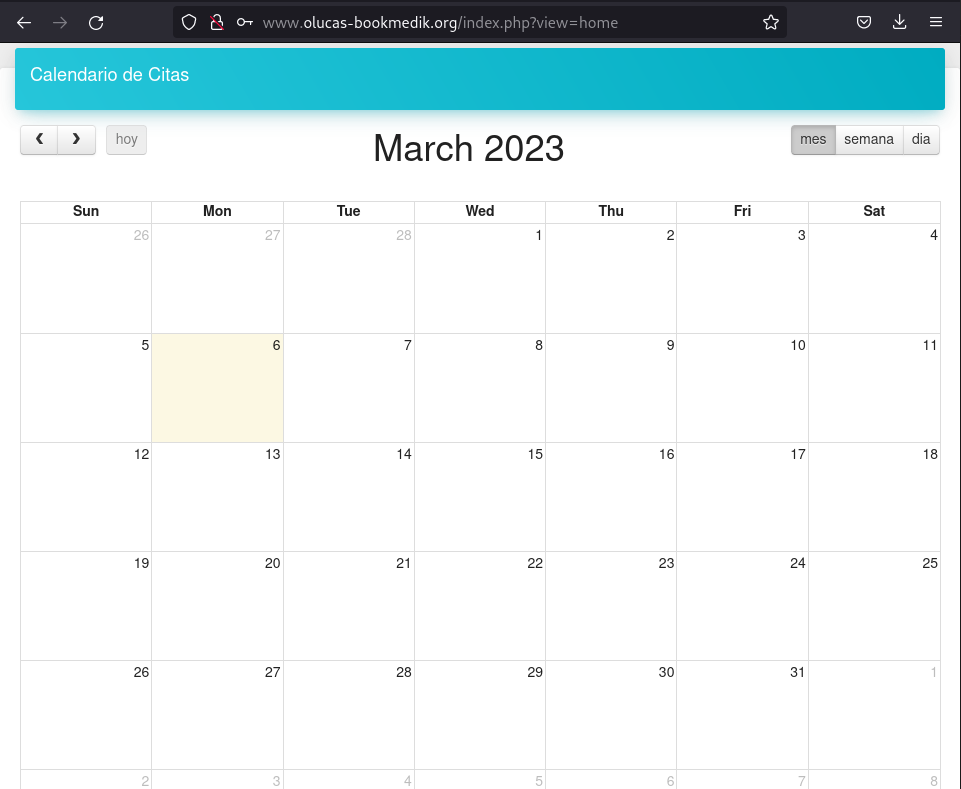 www.olucas-bookmedik.org/index.php?view=home
Calendario de Citas
hoy
March 2023
mes semana dia
Sun Mon Tue Wed Thu Fri Sat
26 27 28 1 2 3 4
5 6 7 8 9 10 11
12 13 14 15 16 17 18
19 20 21 22 23 24 25
26 27 28 29 30 31 1
2 3 4 5 6 7 8